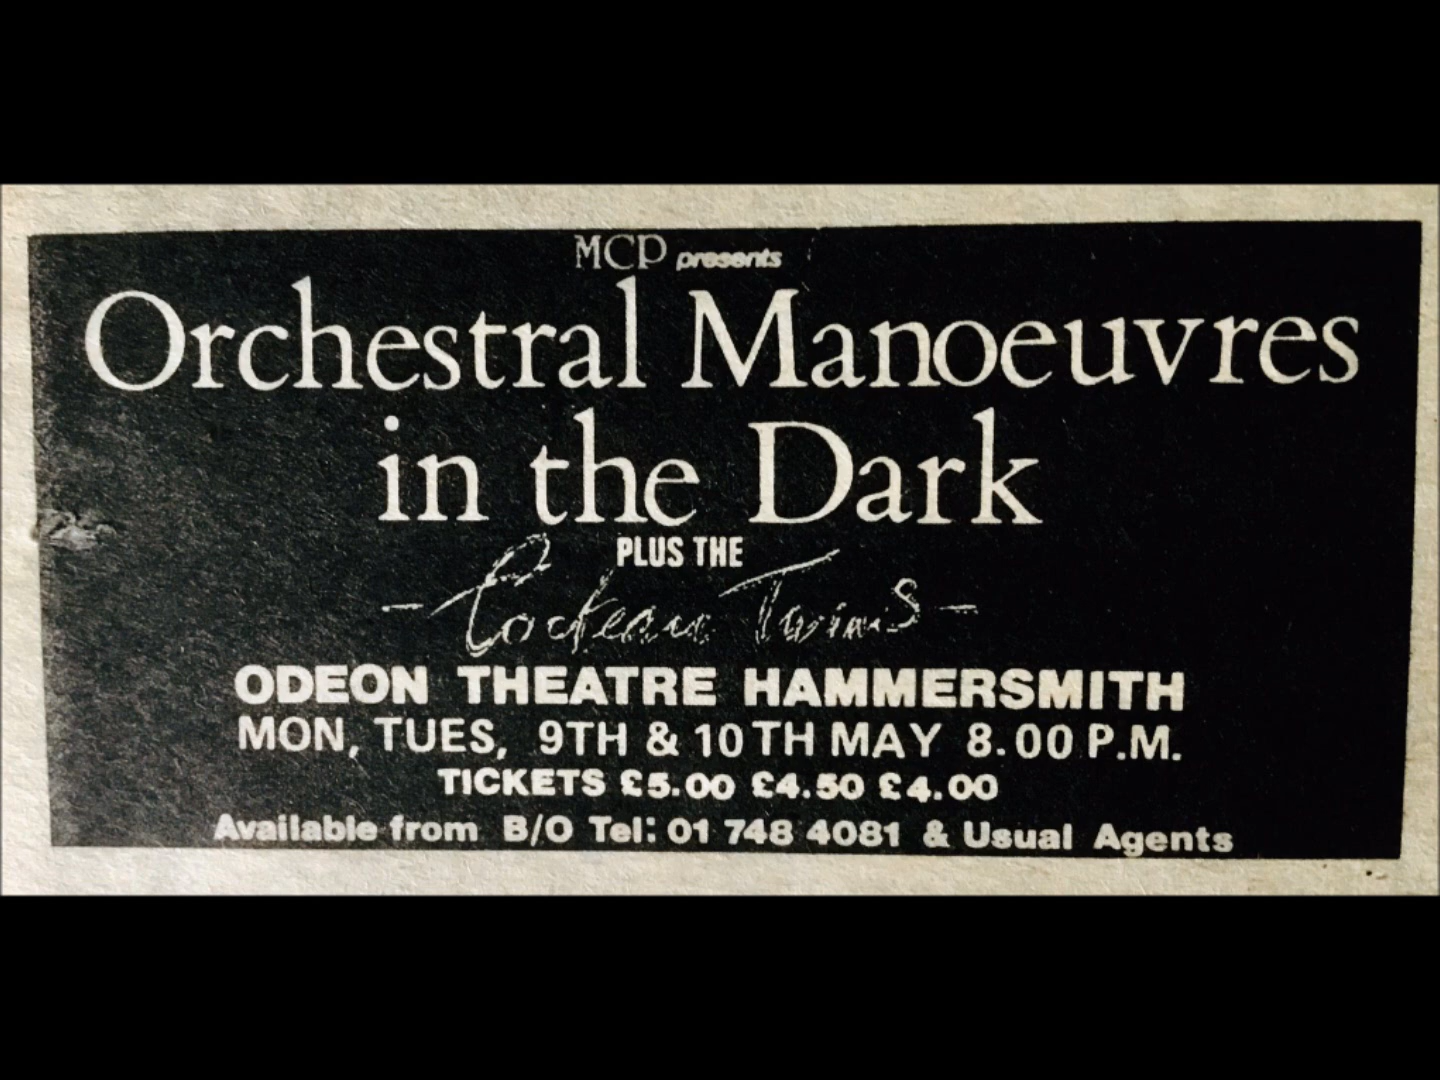 MCP presents
Orchestral Manoeuvres
in the Dark
PLUS THE
- Cocteau Twins -
ODEON THEATRE HAMMERSMITH
MON, TUES, 9TH & 10TH MAY 8.00 P.M.
TICKETS £5.00 £4.50 £4.00
Available from B/O Tel: 01 748 4081 & Usual Agents